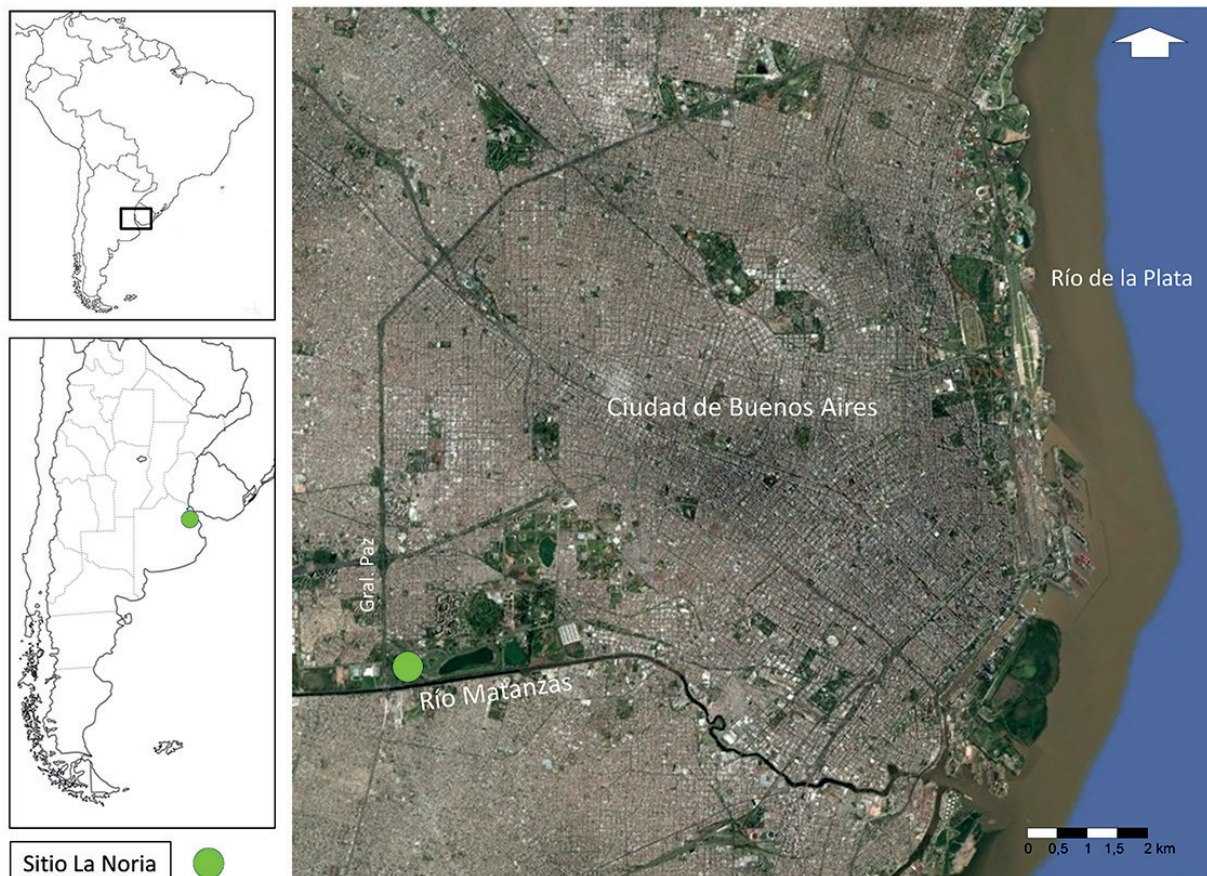 Río de la Plata
Ciudad de Buenos Aires
Gral. Paz
Río Matanzas
0 0,5 1 1,5 2 km
Sitio La Noria